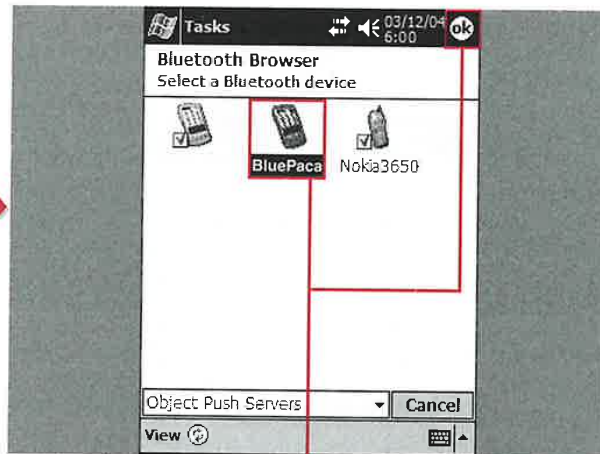 Tasks
03/12/04
6:00
ok
Bluetooth Browser
Select a Bluetooth device
BluePaca
Nokia3650
Object Push Servers
Cancel
View